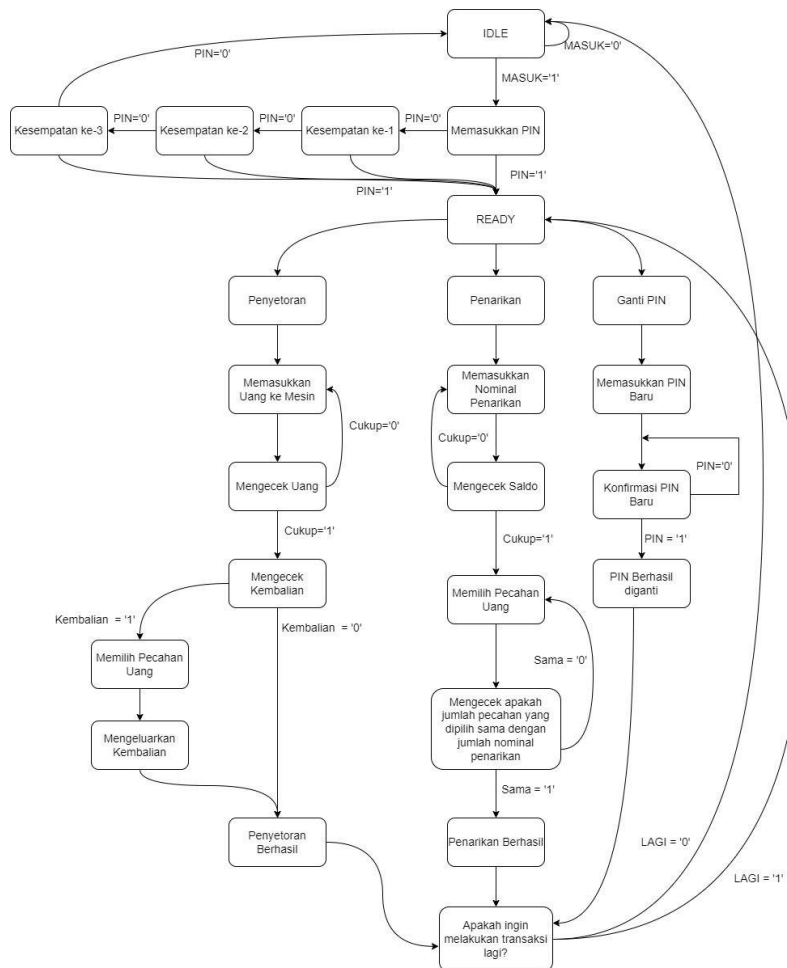 IDLE
MASUK='0'
PIN='0'
MASUK='1'
PIN='0'
PIN='0'
PIN='0'
Kesempatan ke-3
Kesempatan ke-2
Kesempatan ke-1
Memasukkan PIN
PIN='1'
PIN='1'
READY
Penyetoran
Penarikan
Ganti PIN
Memasukkan
Uang ke Mesin
Memasukkan
Nominal
Penarikan
Memasukkan PIN
Baru
Cukup='0'
Cukup='0'
PIN='0'
Mengecek Uang
Mengecek Saldo
Konfirmasi PIN
Baru
Cukup='1'
Cukup='1'
PIN = '1'
Mengecek
Kembalian
Memilih Pecahan
Uang
PIN Berhasil
diganti
Kembalian = '1'
Kembalian = '0'
Memilih Pecahan
Uang
Sama = '0'
Mengecek apakah
jumlah pecahan yang
dipilih sama dengan
jumlah nominal
penarikan
Mengeluarkan
Kembalian
Sama = '1'
Penyetoran
Berhasil
Penarikan Berhasil
LAGI = '0'
LAGI = '1'
Apakah ingin
melakukan transaksi
lagi?